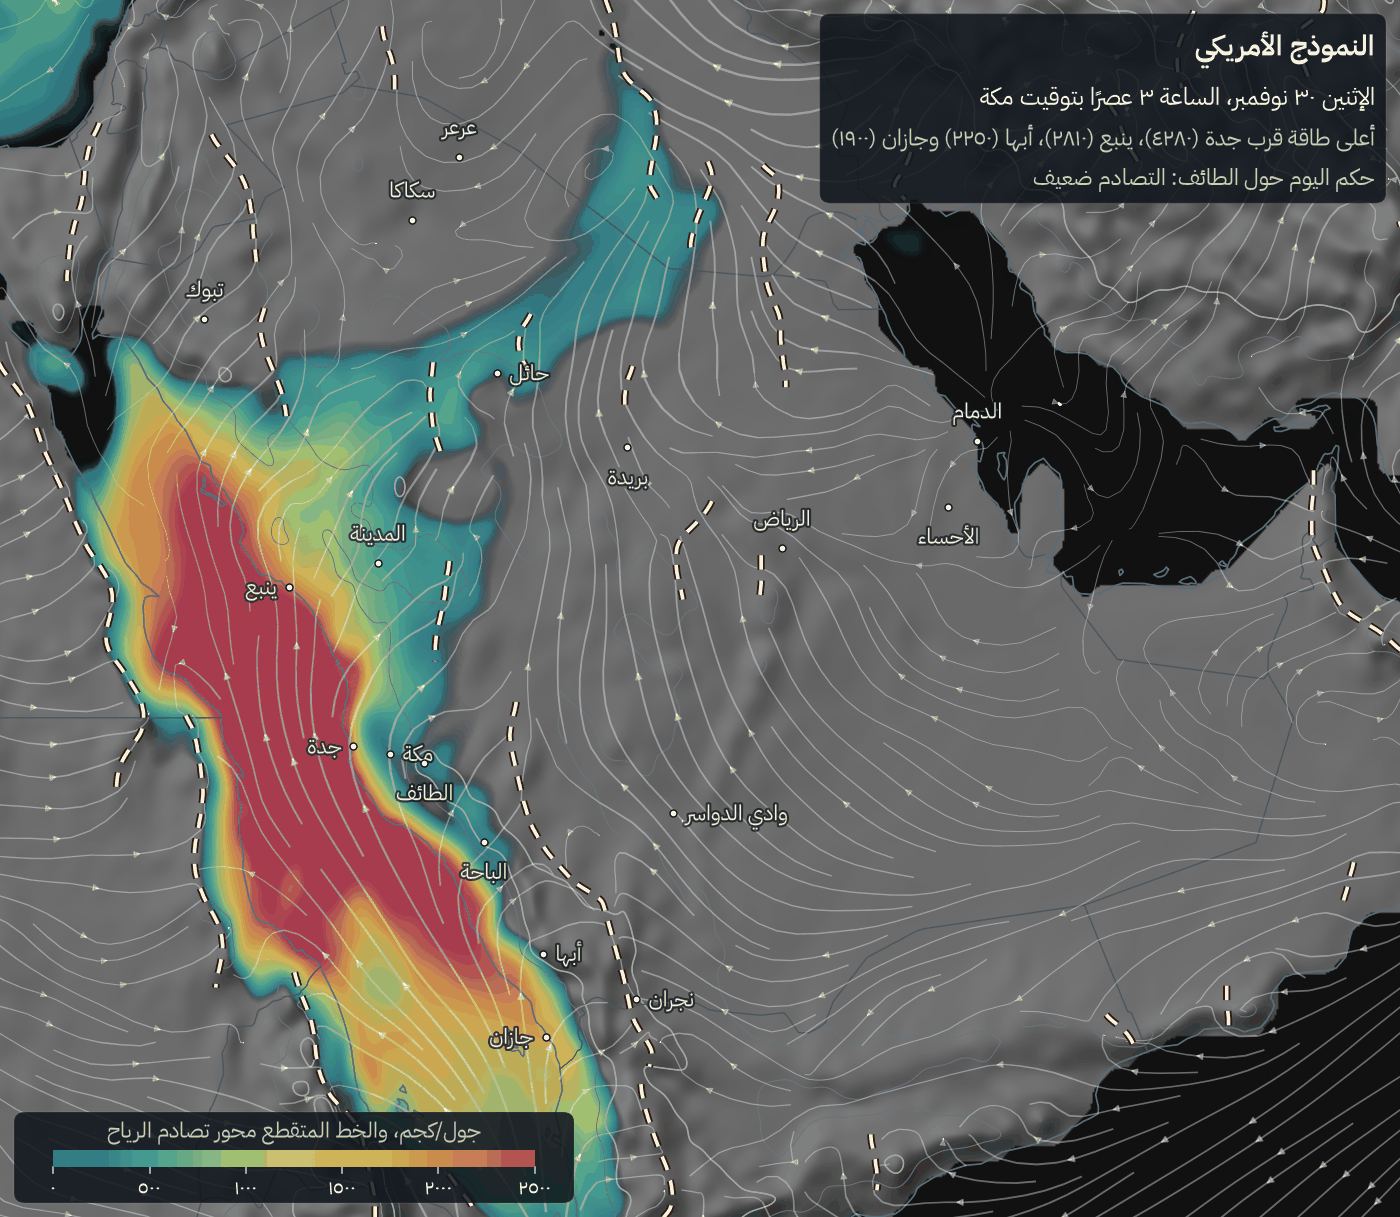 النموذج الأمريكي
الإثنين ٣٠ نوفمبر، الساعة ٣ عصرًا بتوقيت مكة
أعلى طاقة قرب جدة (٤٢٨٠)، ينبع (٢٨١٠)، أبها (٢٢٥٠) وجازان (١٩٠٠)
حكم اليوم حول الطائف: التصادم ضعيف
عرعر
سكاكا
تبوك
حائل
الدمام
بريدة
الرياض
الأحساء
المدينة
ينبع
جدة
مكة
الطائف
وادي الدواسر
الباحة
أبها
نجران
جازان
جول/كجم، والخط المتقطع محور تصادم الرياح
٠ ٥٠٠ ١٠٠٠ ١٥٠٠ ٢٠٠٠ ٢٥٠٠